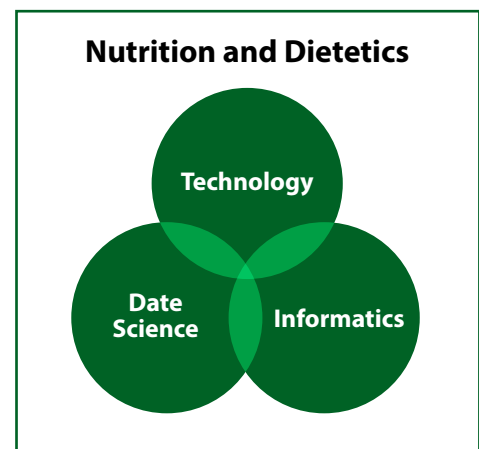 Nutrition and Dietetics
Technology
Date
Science
Informatics